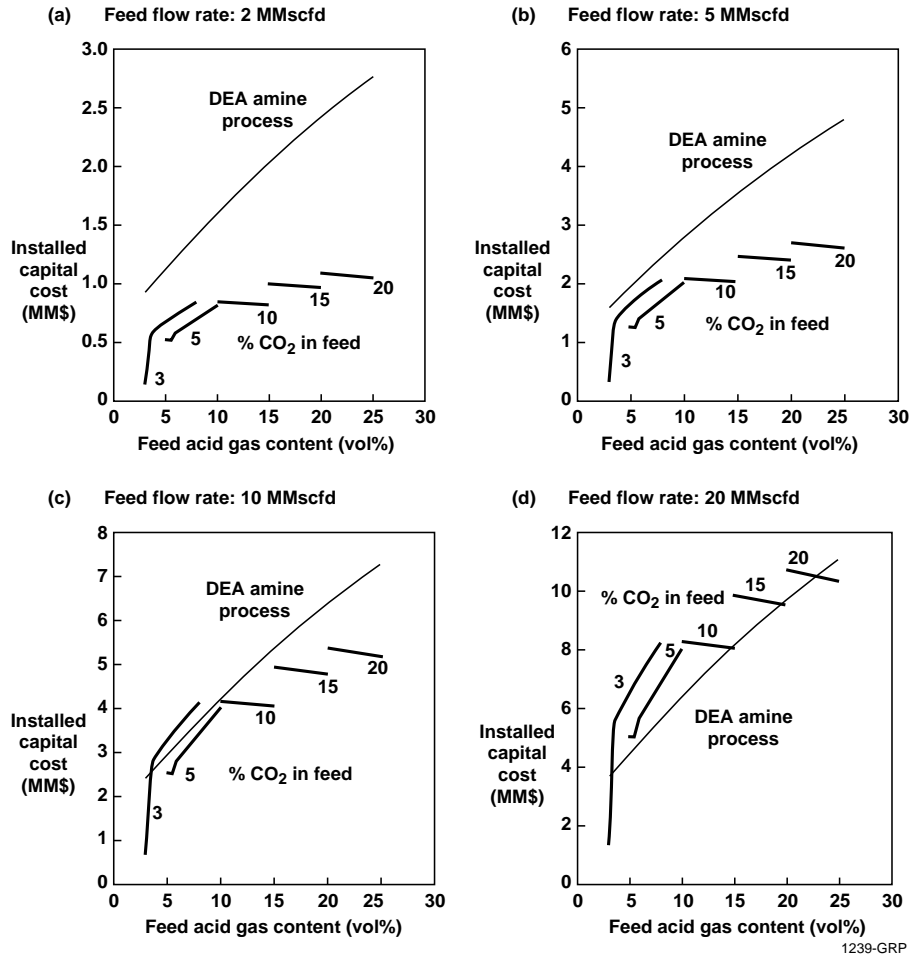 (a) Feed flow rate: 2 MMscfd
3.0
2.5
2.0
1.5
1.0
0.5
0
Installed
capital
cost
(MM$)
DEA amine
process
3
5
10
15
20
% CO₂ in feed
0 5 10 15 20 25 30
Feed acid gas content (vol%)
(b) Feed flow rate: 5 MMscfd
6
5
4
3
2
1
0
Installed
capital
cost
(MM$)
DEA amine
process
3
5
10
15
20
% CO₂ in feed
0 5 10 15 20 25 30
Feed acid gas content (vol%)
(c) Feed flow rate: 10 MMscfd
8
7
6
5
4
3
2
1
0
Installed
capital
cost
(MM$)
DEA amine
process
3
5
10
15
20
% CO₂ in feed
0 5 10 15 20 25 30
Feed acid gas content (vol%)
(d) Feed flow rate: 20 MMscfd
12
10
8
6
4
2
0
Installed
capital
cost
(MM$)
% CO₂ in feed
3
5
10
15
20
DEA amine
process
0 5 10 15 20 25 30
Feed acid gas content (vol%)
1239-GRP